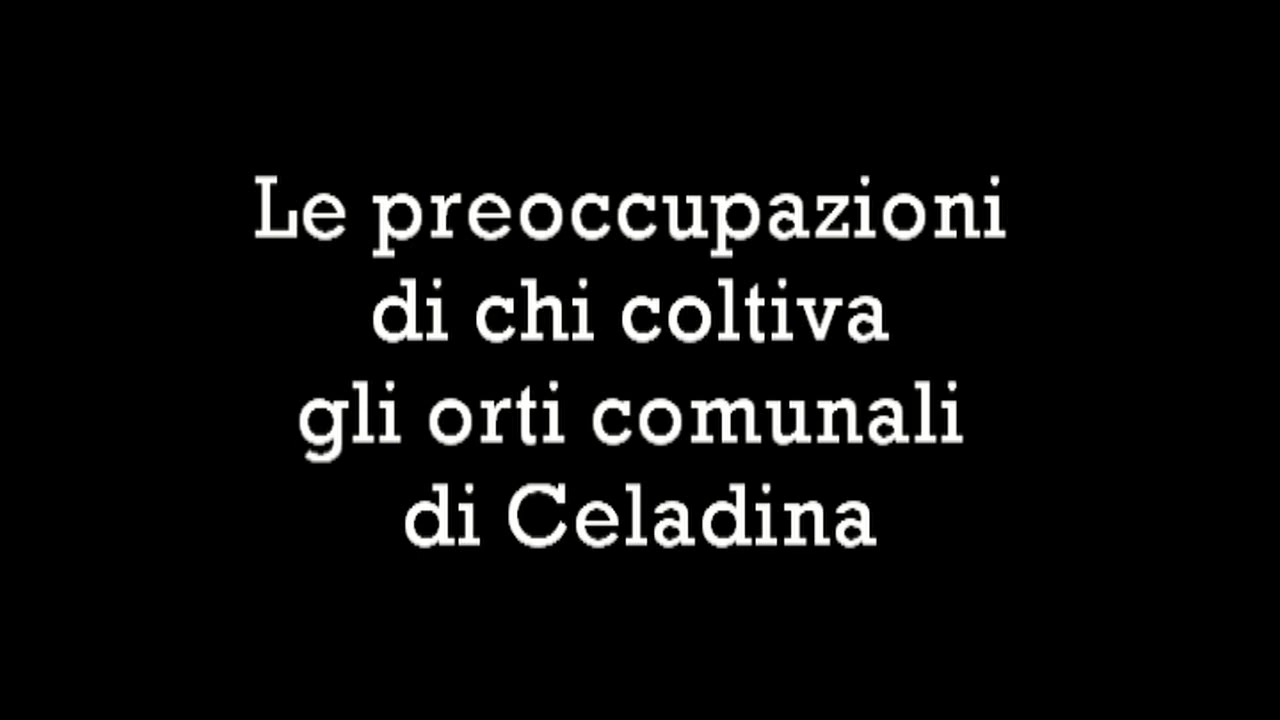 Le preoccupazioni
di chi coltiva
gli orti comunali
di Celadina